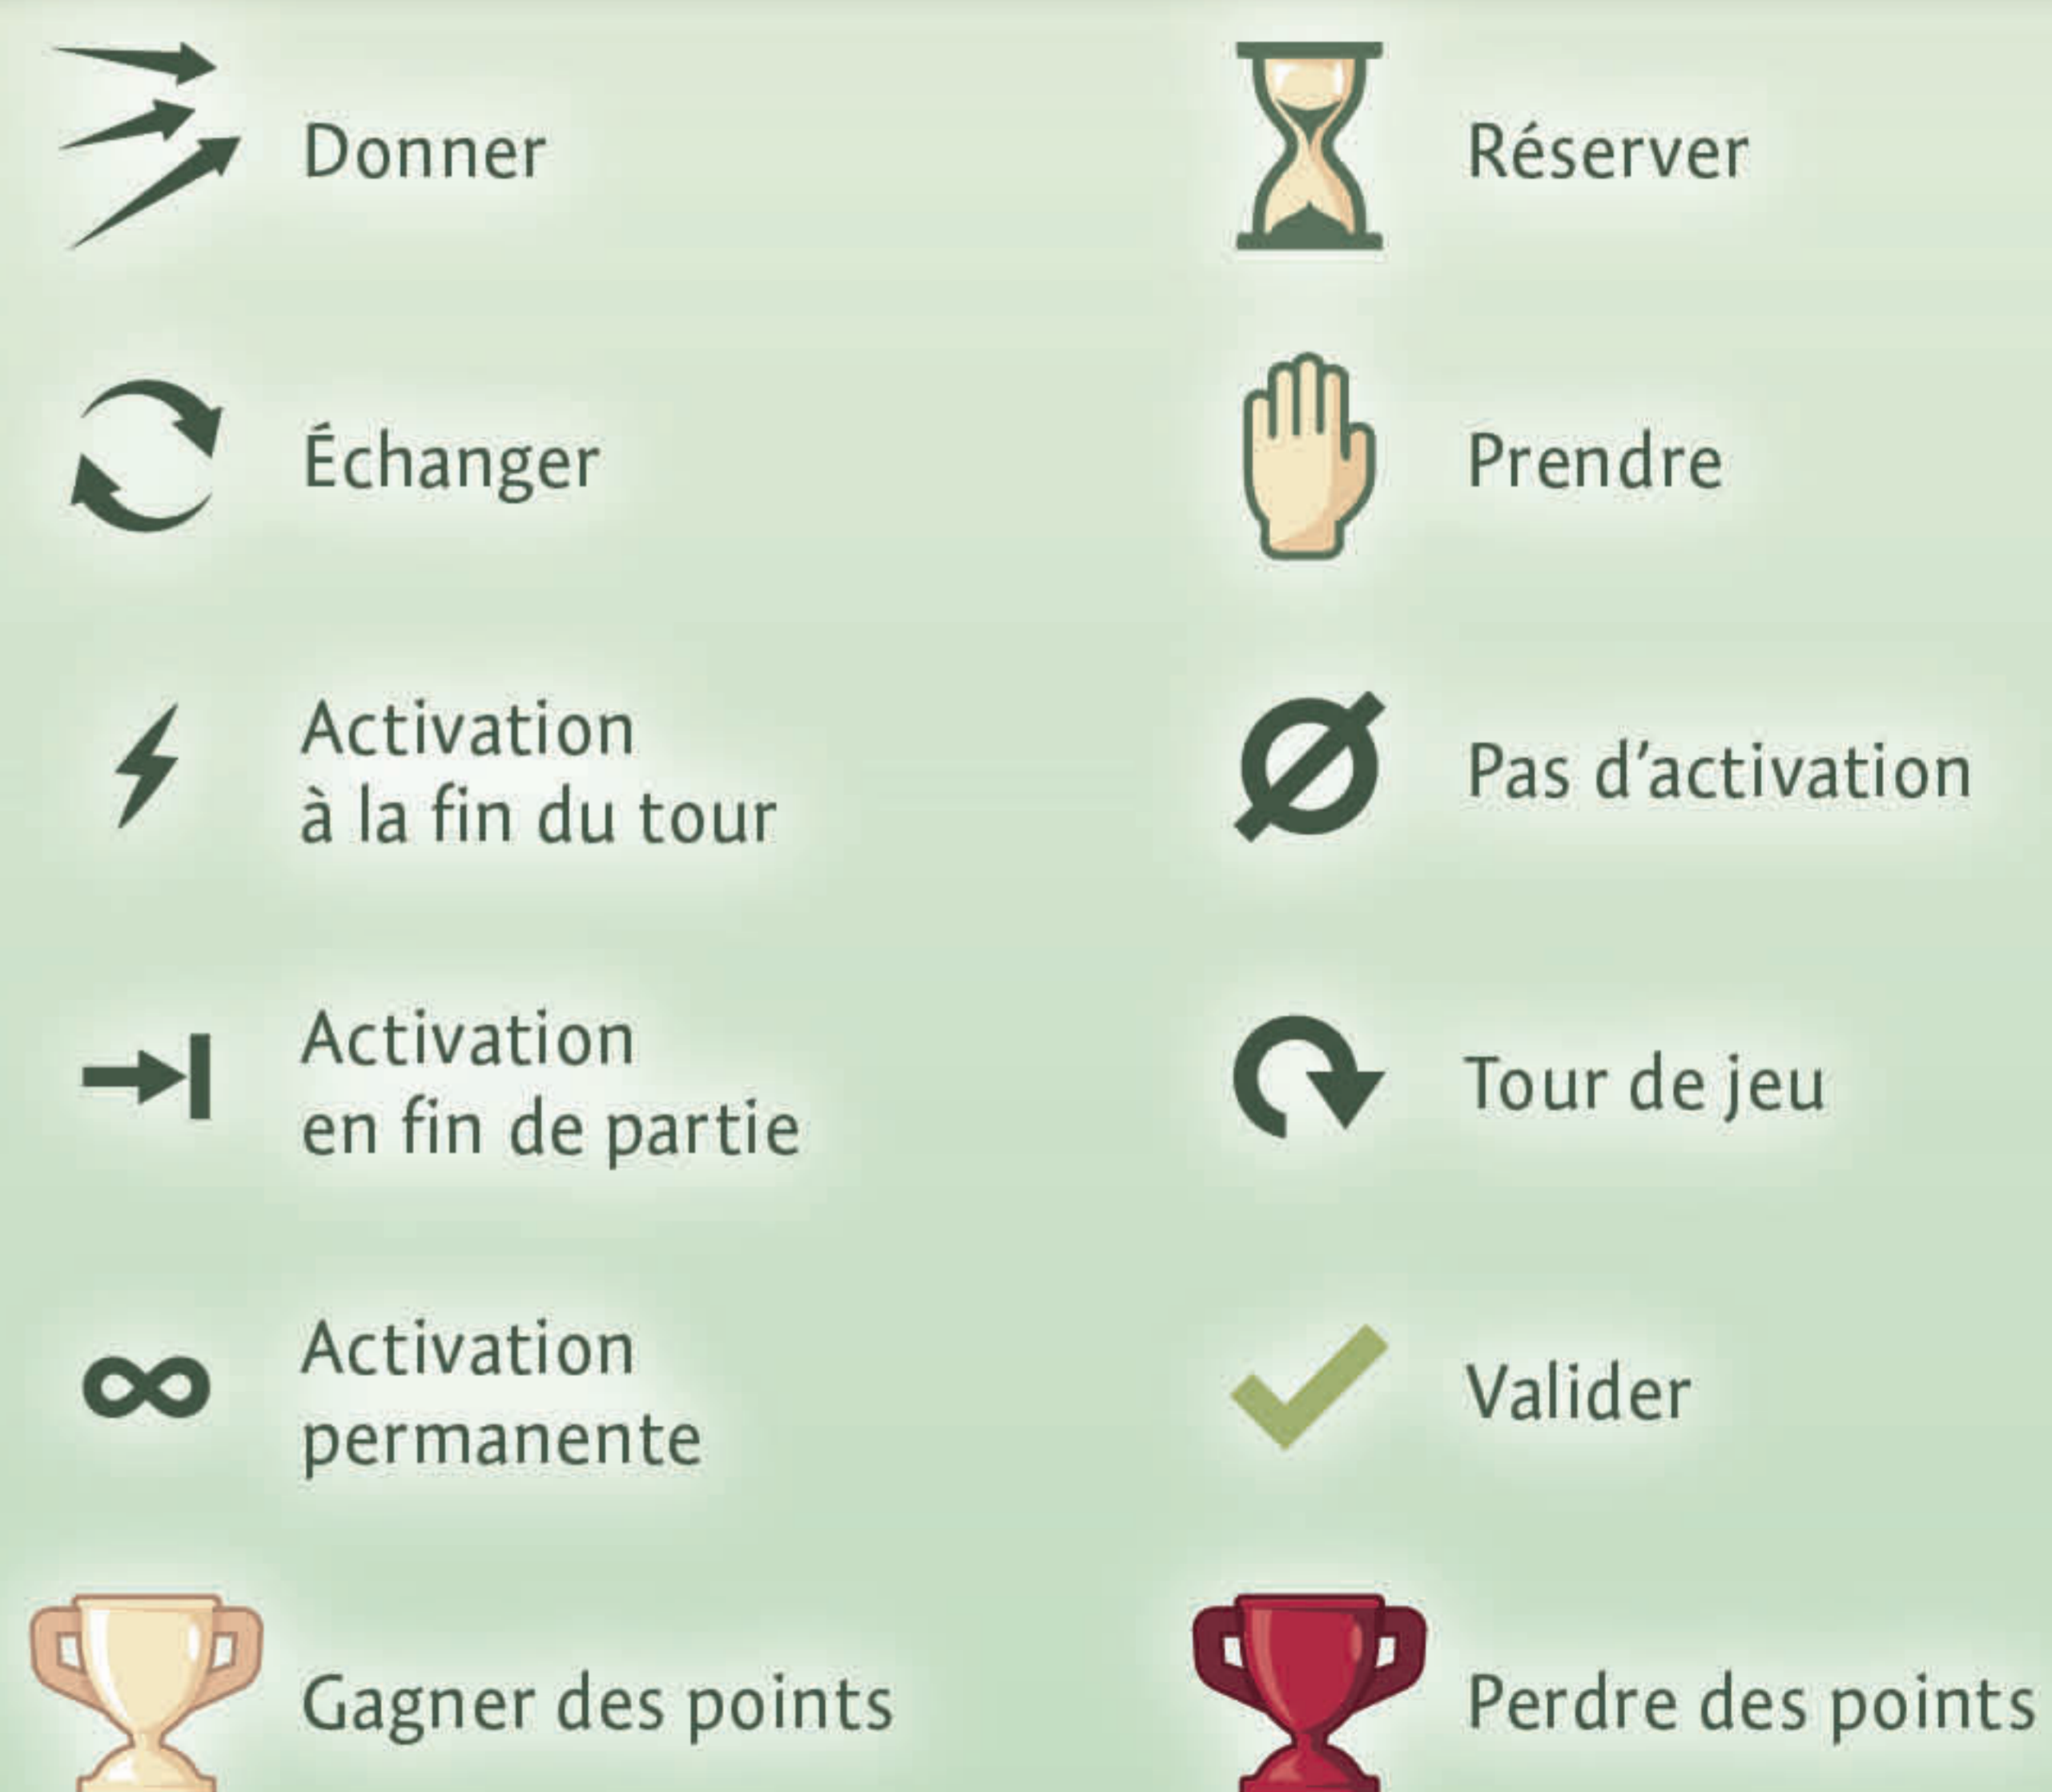 Donner
Réserver
Échanger
Prendre
Activation
à la fin du tour
Pas d’activation
Activation
en fin de partie
Tour de jeu
Activation
permanente
Valider
Gagner des points
Perdre des points